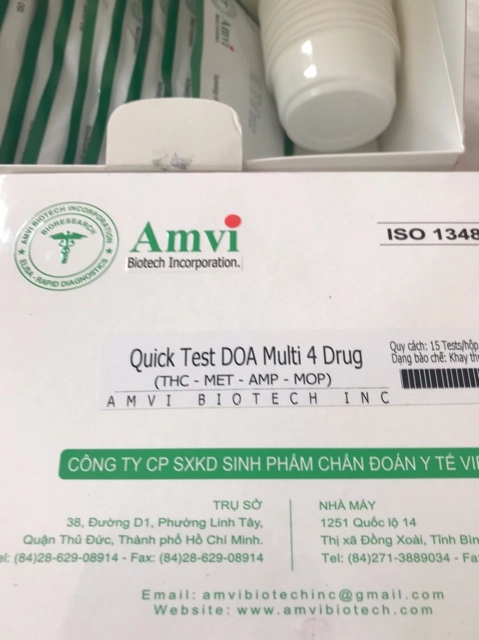 Amvi
AMVI BIOTECH INCORPORATION
BIORESEARCH
ELISA - RAPID DIAGNOSTICS
Amvi
Biotech Incorporation.
ISO 1348
Quick Test DOA Multi 4 Drug
(THC - MET - AMP - MOP)
AMVI BIOTECH INC
Quy cách: 15 Tests/hộp
Dạng bào chế: Khay th
CÔNG TY CP SXKD SINH PHẨM CHẨN ĐOÁN Y TẾ VI
TRỤ SỞ
38, Đường D1, Phường Linh Tây,
Quận Thủ Đức, Thành phố Hồ Chí Minh.
el: (84)28-629-08914 - Fax: (84)28-629-08914
NHÀ MÁY
1251 Quốc lộ 14
Thị xã Đồng Xoài, Tỉnh Bìn
Tel: (84)271-3889034 - Fa
Email: amvibiotechinc@gmail.com
Website: www.amvibiotech.com